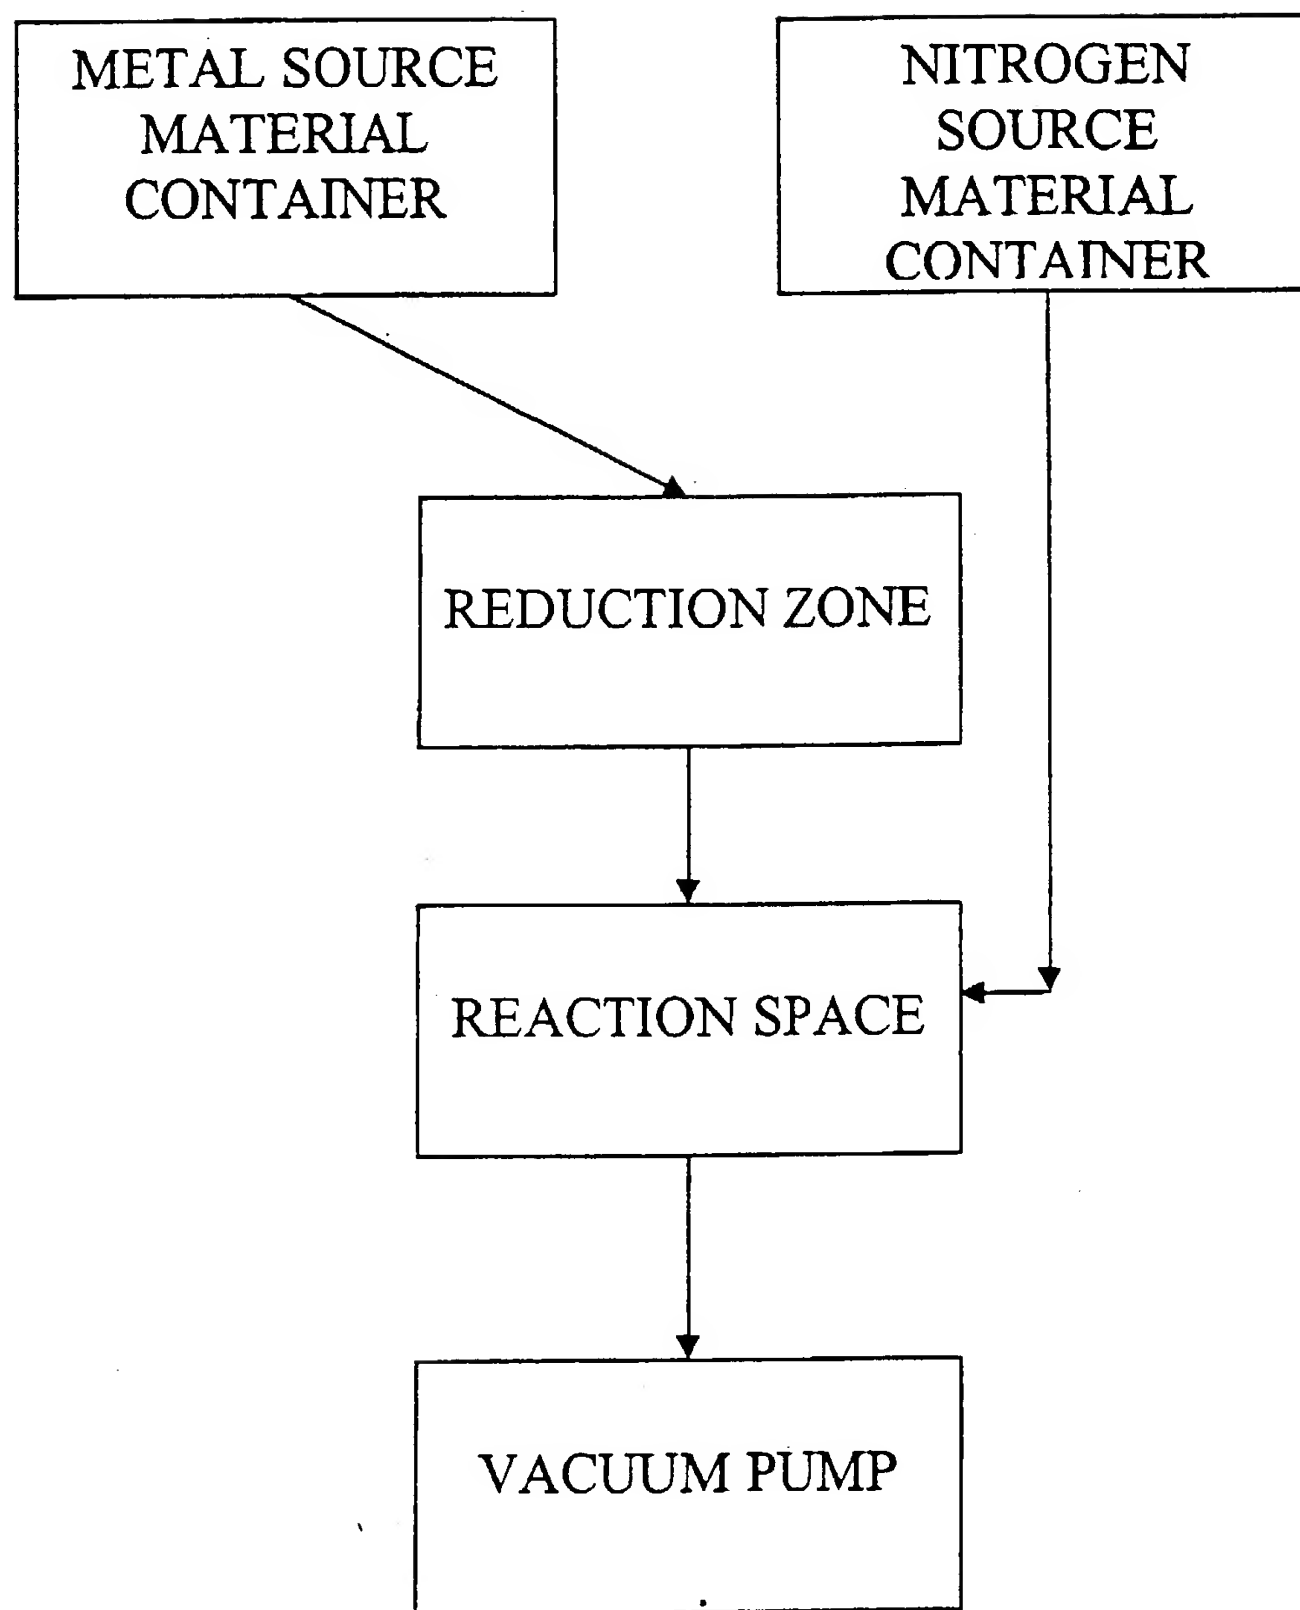 METAL SOURCE
MATERIAL
CONTAINER
NITROGEN
SOURCE
MATERIAL
CONTAINER
REDUCTION ZONE
REACTION SPACE
VACUUM PUMP